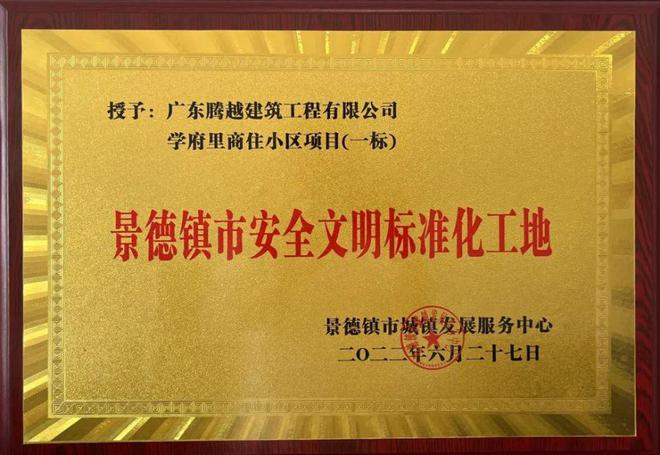 授予：广东腾越建筑工程有限公司
学府里商住小区项目(一标)
景德镇市安全文明标准化工地
景德镇市城镇发展服务中心
二〇二二年六月二十七日